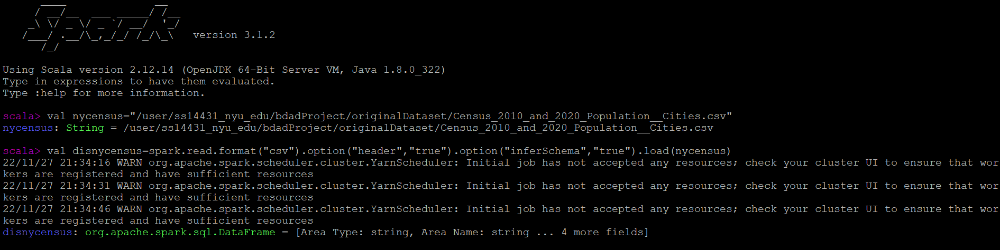 ____              __
     / __/__  ___ _____/ /__
    _\ \/ _ \/ _ `/ __/  '_/
   /___/ .__/\_,_/_/ /_/\_\   version 3.1.2
      /_/
Using Scala version 2.12.14 (OpenJDK 64-Bit Server VM, Java 1.8.0_322)
Type in expressions to have them evaluated.
Type :help for more information.
scala> val nycensus="/user/ss14431_nyu_edu/bdadProject/originalDataset/Census_2010_and_2020_Population__Cities.csv"
nycensus: String = /user/ss14431_nyu_edu/bdadProject/originalDataset/Census_2010_and_2020_Population__Cities.csv
scala> val disnycensus=spark.read.format("csv").option("header","true").option("inferSchema","true").load(nycensus)
22/11/27 21:34:16 WARN org.apache.spark.scheduler.cluster.YarnScheduler: Initial job has not accepted any resources; check your cluster UI to ensure that wor
kers are registered and have sufficient resources
22/11/27 21:34:31 WARN org.apache.spark.scheduler.cluster.YarnScheduler: Initial job has not accepted any resources; check your cluster UI to ensure that wor
kers are registered and have sufficient resources
22/11/27 21:34:46 WARN org.apache.spark.scheduler.cluster.YarnScheduler: Initial job has not accepted any resources; check your cluster UI to ensure that wor
kers are registered and have sufficient resources
disnycensus: org.apache.spark.sql.DataFrame = [Area Type: string, Area Name: string ... 4 more fields]